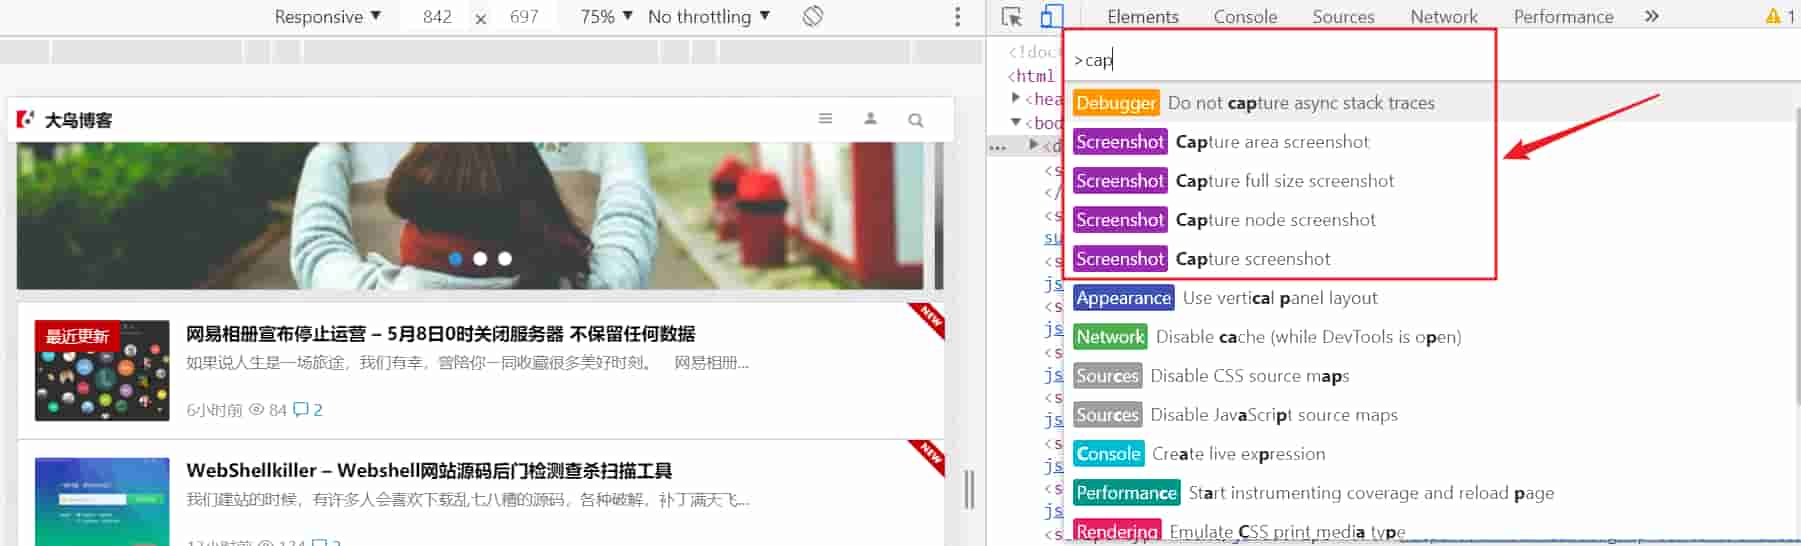 Responsive ▼ 842 × 697 75% ▼ No throttling ▼
Elements Console Sources Network Performance » 1
<!doc
<html
▶<hea
▼<bod
... ▶<d
>cap
Debugger Do not capture async stack traces
Screenshot Capture area screenshot
Screenshot Capture full size screenshot
Screenshot Capture node screenshot
Screenshot Capture screenshot
Appearance Use vertical panel layout
Network Disable cache (while DevTools is open)
Sources Disable CSS source maps
Sources Disable JavaScript source maps
Console Create live expression
Performance Start instrumenting coverage and reload page
Rendering Emulate CSS print media type
<s
</
<s
su
<s
js
<s
js
<s
js
<s
js
<s
js
<s
js
<s
大鸟博客
最近更新
NEW
网易相册宣布停止运营 – 5月8日0时关闭服务器 不保留任何数据
如果说人生是一场旅途，我们有幸，曾陪你一同收藏很多美好时刻。 网易相册...
6小时前 84 2
NEW
WebShellkiller – Webshell网站源码后门检测查杀扫描工具
我们建站的时候，有许多人会喜欢下载乱七八糟的源码，各种破解，补丁满天飞...